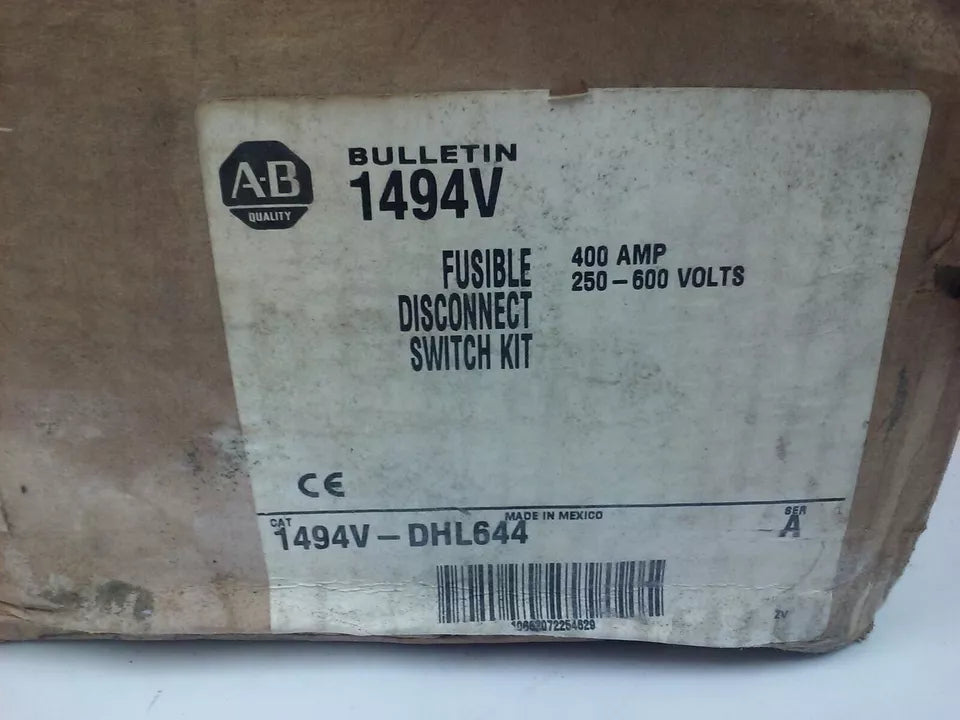 A-B
QUALITY
BULLETIN
1494V
FUSIBLE
DISCONNECT
SWITCH KIT
400 AMP
250-600 VOLTS
CE
MADE IN MEXICO
CAT
1494V-DHL644
SER
A
2V